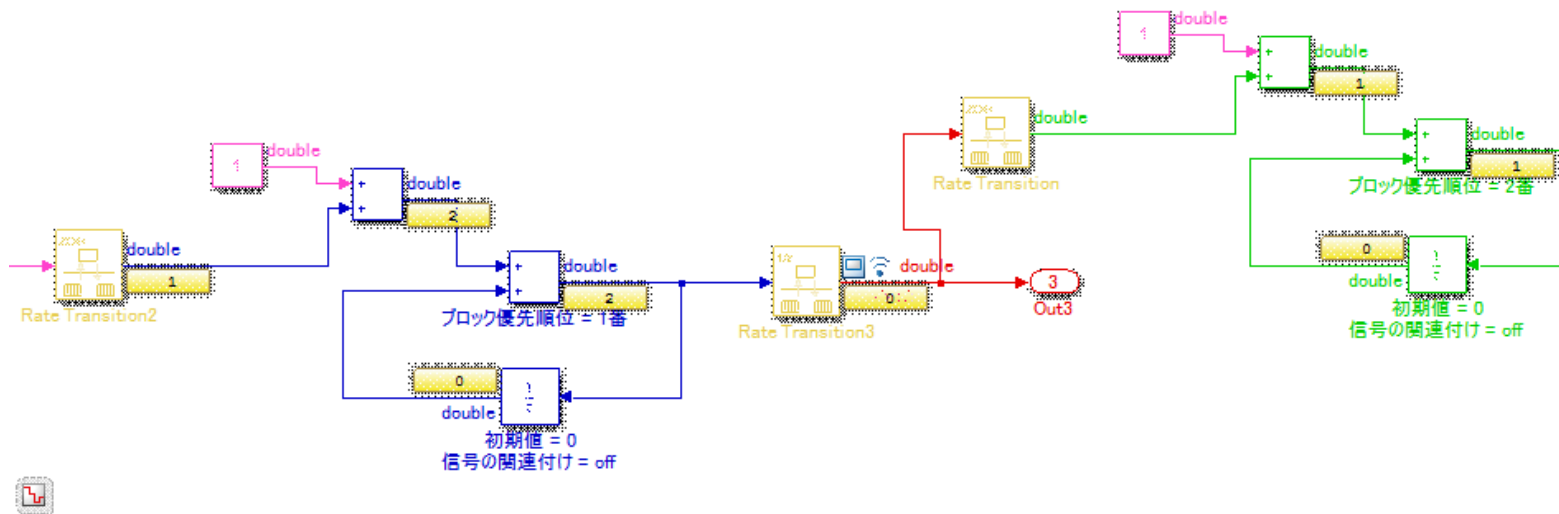 1
double
+
+
double
1
double
+
+
double
1
ブロック優先順位 = 2番
0
double
初期値 = 0
信号の関連付け = off
double
Rate Transition
1
double
+
+
double
2
double
1
Rate Transition2
+
+
double
2
ブロック優先順位 = 1番
0
double
初期値 = 0
信号の関連付け = off
double
0
Rate Transition3
3
Out3